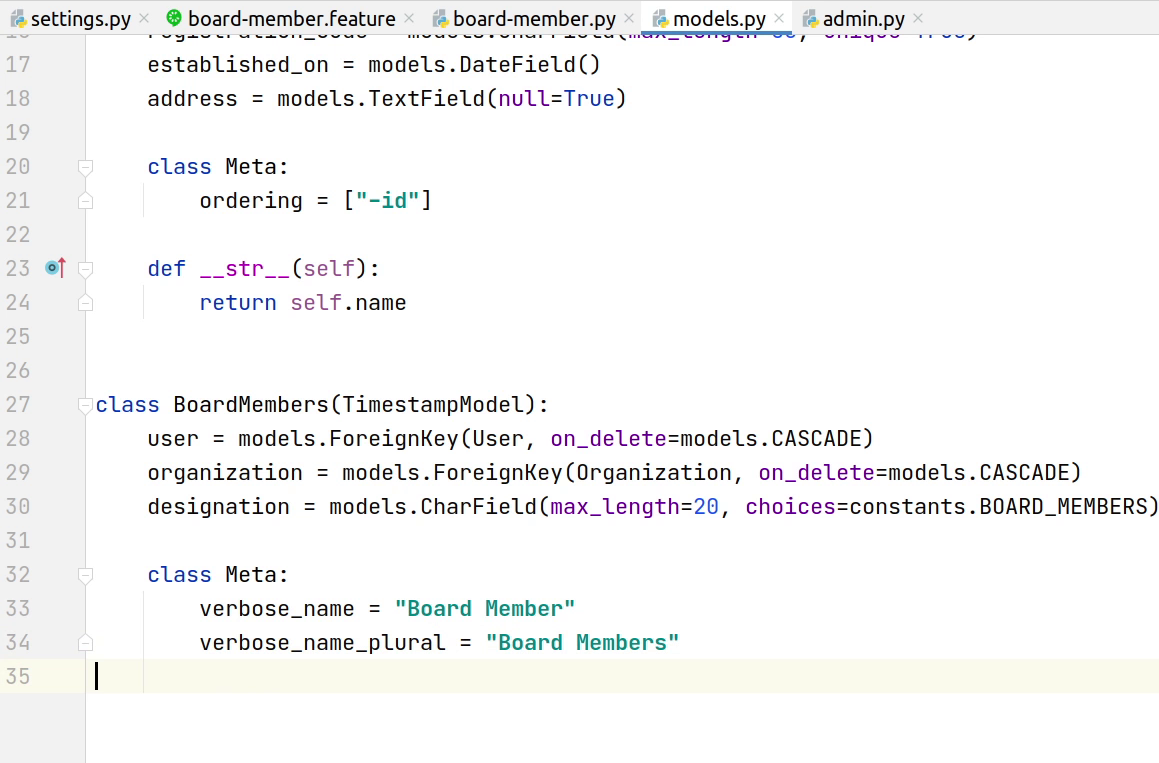 settings.py board-member.feature board-member.py models.py admin.py
17 established_on = models.DateField()
18 address = models.TextField(null=True)
19
20 class Meta:
21 ordering = ["-id"]
22
23 def __str__(self):
24 return self.name
25
26
27 class BoardMembers(TimestampModel):
28 user = models.ForeignKey(User, on_delete=models.CASCADE)
29 organization = models.ForeignKey(Organization, on_delete=models.CASCADE)
30 designation = models.CharField(max_length=20, choices=constants.BOARD_MEMBERS)
31
32 class Meta:
33 verbose_name = "Board Member"
34 verbose_name_plural = "Board Members"
35